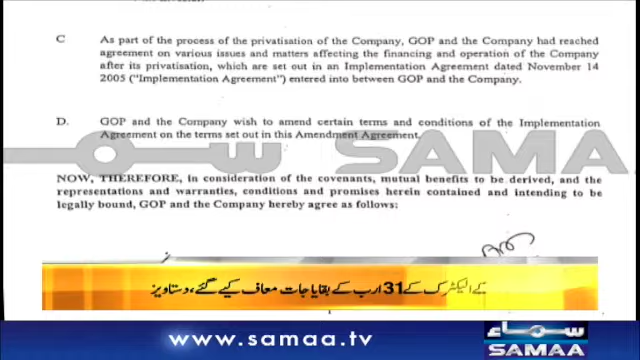 C As part of the process of the privatisation of the Company, GOP and the Company had reached
agreement on various issues and matters affecting the financing and operation of the Company
after its privatisation, which are set out in an Implementation Agreement dated November 14
2005 ("Implementation Agreement") entered into between GOP and the Company.
D. GOP and the Company wish to amend certain terms and conditions of the Implementation
Agreement on the terms set out in this Amendment Agreement.
SAMA
NOW, THEREFORE, in consideration of the covenants, mutual benefits to be derived, and the
representations and warranties, conditions and promises herein contained and intending to be
legally bound, GOP and the Company hereby agree as follows:
کے الیکٹرک کے 31 ارب کے بقایا جات معاف کیے گئے، دستاویز
www.samaa.tv
سماء
SAMAA